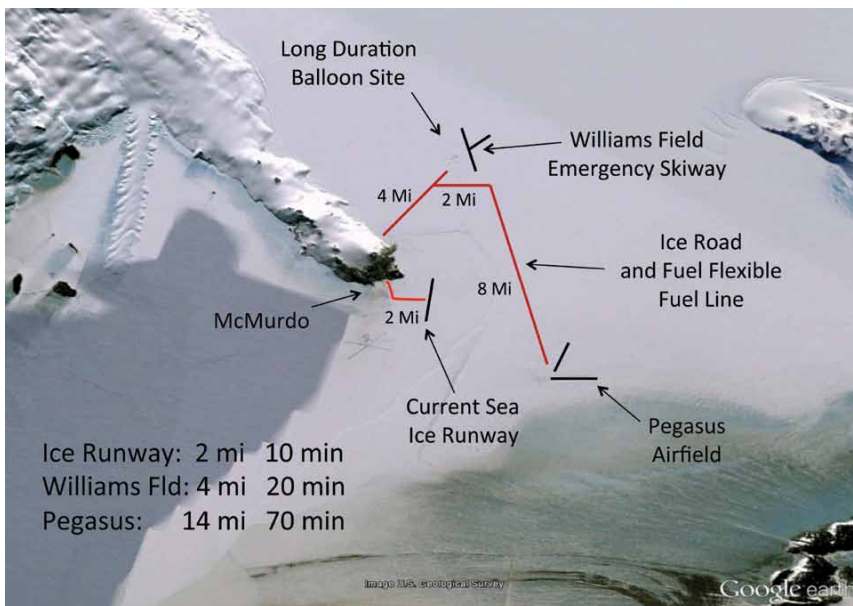 Long Duration
Balloon Site
Williams Field
Emergency Skiway
4 Mi
2 Mi
Ice Road
and Fuel Flexible
Fuel Line
8 Mi
McMurdo
2 Mi
Current Sea
Ice Runway
Pegasus
Airfield
Ice Runway: 2 mi 10 min
Williams Fld: 4 mi 20 min
Pegasus: 14 mi 70 min
Image U.S. Geological Survey
Google earth